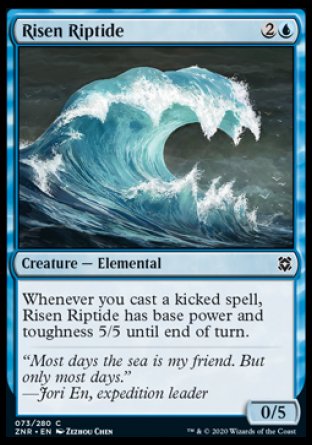 Risen Riptide 2
Creature — Elemental
Whenever you cast a kicked spell,
Risen Riptide has base power and
toughness 5/5 until end of turn.
“Most days the sea is my friend. But
only most days.”
—Jori En, expedition leader
0/5
073/280 C
ZNR • EN Zezhou Chen
™ & © 2020 Wizards of the Coast